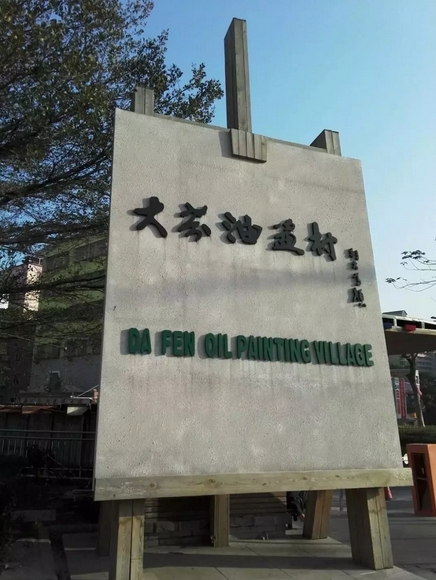 大芬油画村
DA FEN OIL PAINTING VILLAGE